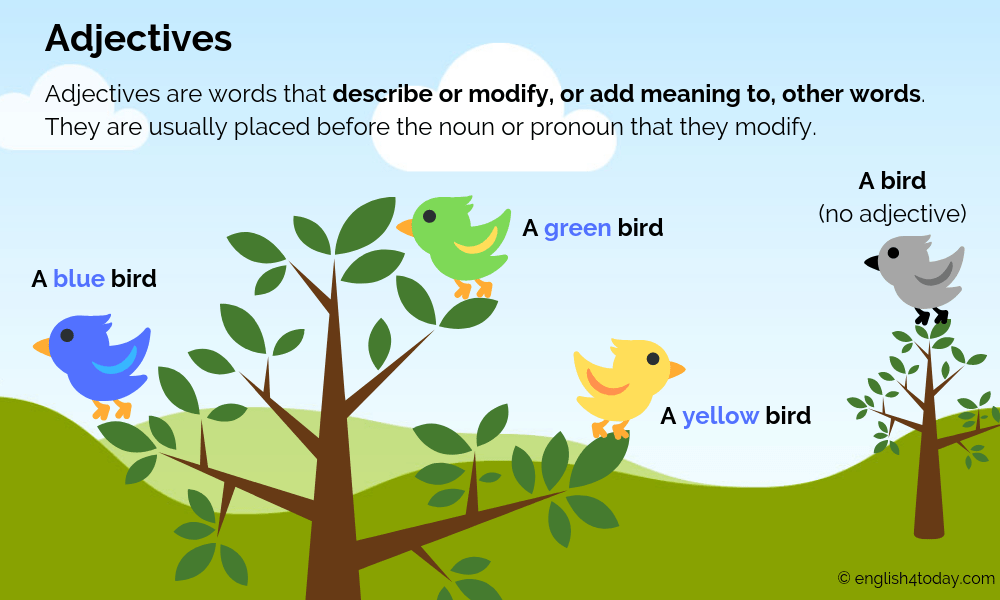 Adjectives
Adjectives are words that describe or modify, or add meaning to, other words.
They are usually placed before the noun or pronoun that they modify.
A bird
(no adjective)
A green bird
A blue bird
A yellow bird
© english4today.com